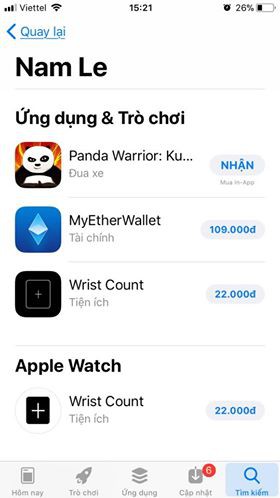 Viettel 15:21 26%
Quay lại
Nam Le
Ứng dụng & Trò chơi
Panda Warrior: Ku...
Đua xe
NHẬN
Mua in-App
MyEtherWallet
Tài chính
109.000đ
Wrist Count
Tiện ích
22.000đ
Apple Watch
Wrist Count
Tiện ích
22.000đ
6
Hôm nay Trò chơi Ứng dụng Cập nhật Tìm kiếm